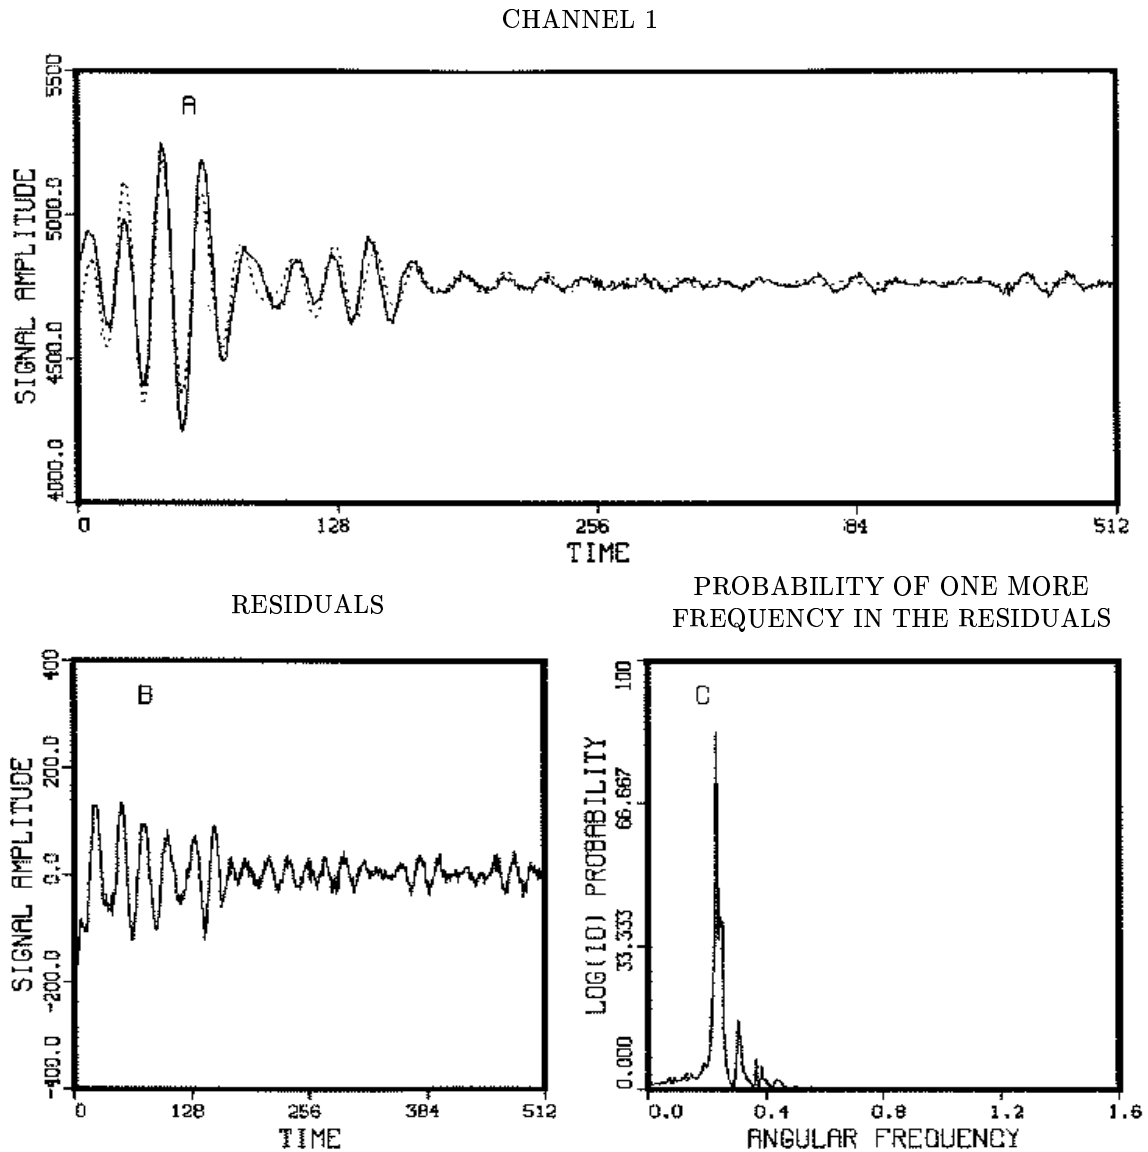 CHANNEL 1
5500
A
5000.0
SIGNAL AMPLITUDE
4500.0
4000.0
0 128 256 84 512
TIME
RESIDUALS
PROBABILITY OF ONE MORE
FREQUENCY IN THE RESIDUALS
400
B
200.0
SIGNAL AMPLITUDE
0.0
-200.0
-400.0
0 128 256 384 512
TIME
100
C
66.667
LOG(10) PROBABILITY
33.333
0.000
0.0 0.4 0.8 1.2 1.6
ANGULAR FREQUENCY